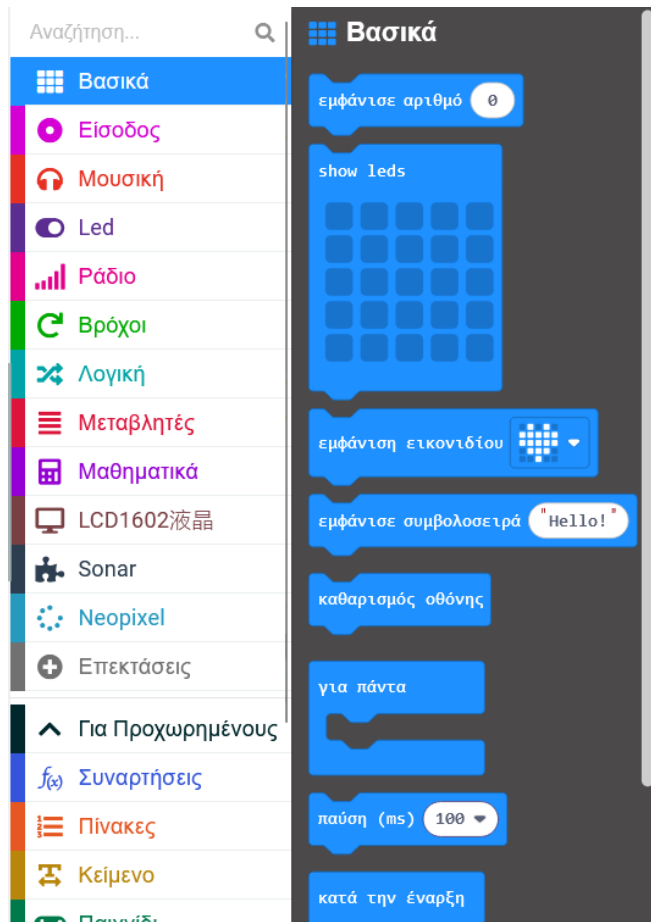 Αναζήτηση...
Βασικά
Είσοδος
Μουσική
Led
Ράδιο
Βρόχοι
Λογική
Μεταβλητές
Μαθηματικά
LCD1602液晶
Sonar
Neopixel
Επεκτάσεις
Για Προχωρημένους
f(x) Συναρτήσεις
Πίνακες
Κείμενο
Παιχνίδι
Βασικά
εμφάνισε αριθμό 0
show leds
εμφάνιση εικονιδίου
εμφάνισε συμβολοσειρά "Hello!"
καθαρισμός οθόνης
για πάντα
παύση (ms) 100
κατά την έναρξη